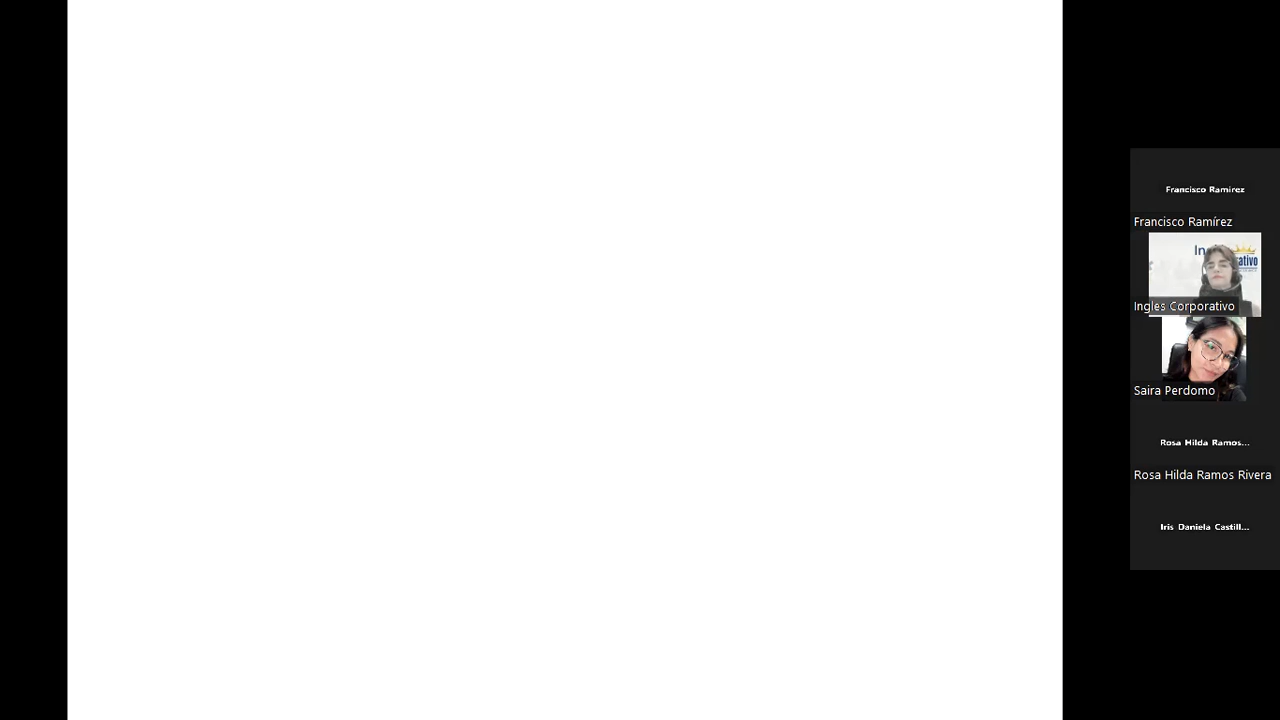 Francisco Ramirez
Francisco Ramírez
Ingles Corporativo
Saira Perdomo
Rosa Hilda Ramos...
Rosa Hilda Ramos Rivera
Iris Daniela Castill...